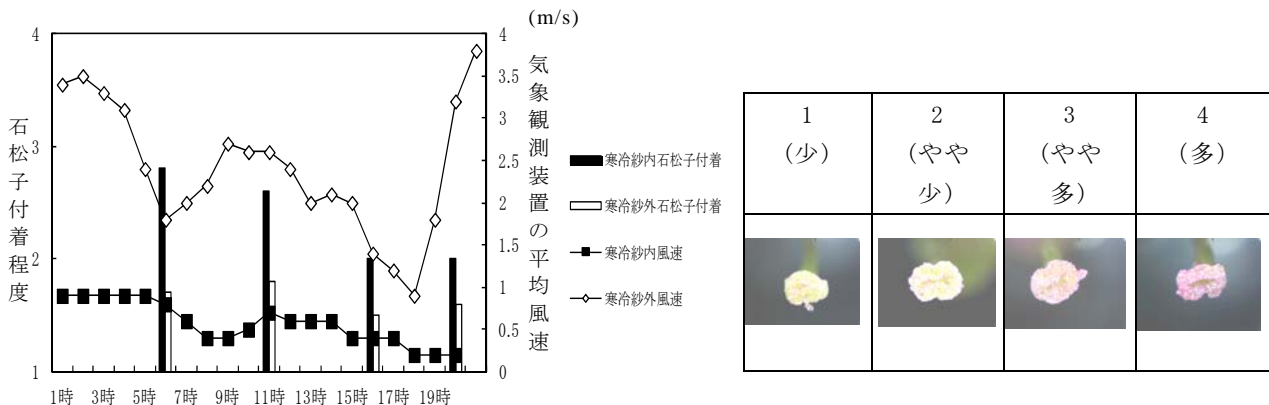 (m/s)
4
3
2
1
石松子付着程度
4
3.5
3
2.5
2
1.5
1
0.5
0
気象観測装置の平均風速
1時 3時 5時 7時 9時 11時 13時 15時 17時 19時
寒冷紗内石松子付着
寒冷紗外石松子付着
寒冷紗内風速
寒冷紗外風速
1
（少）
2
（やや
少）
3
（やや
多）
4
（多）